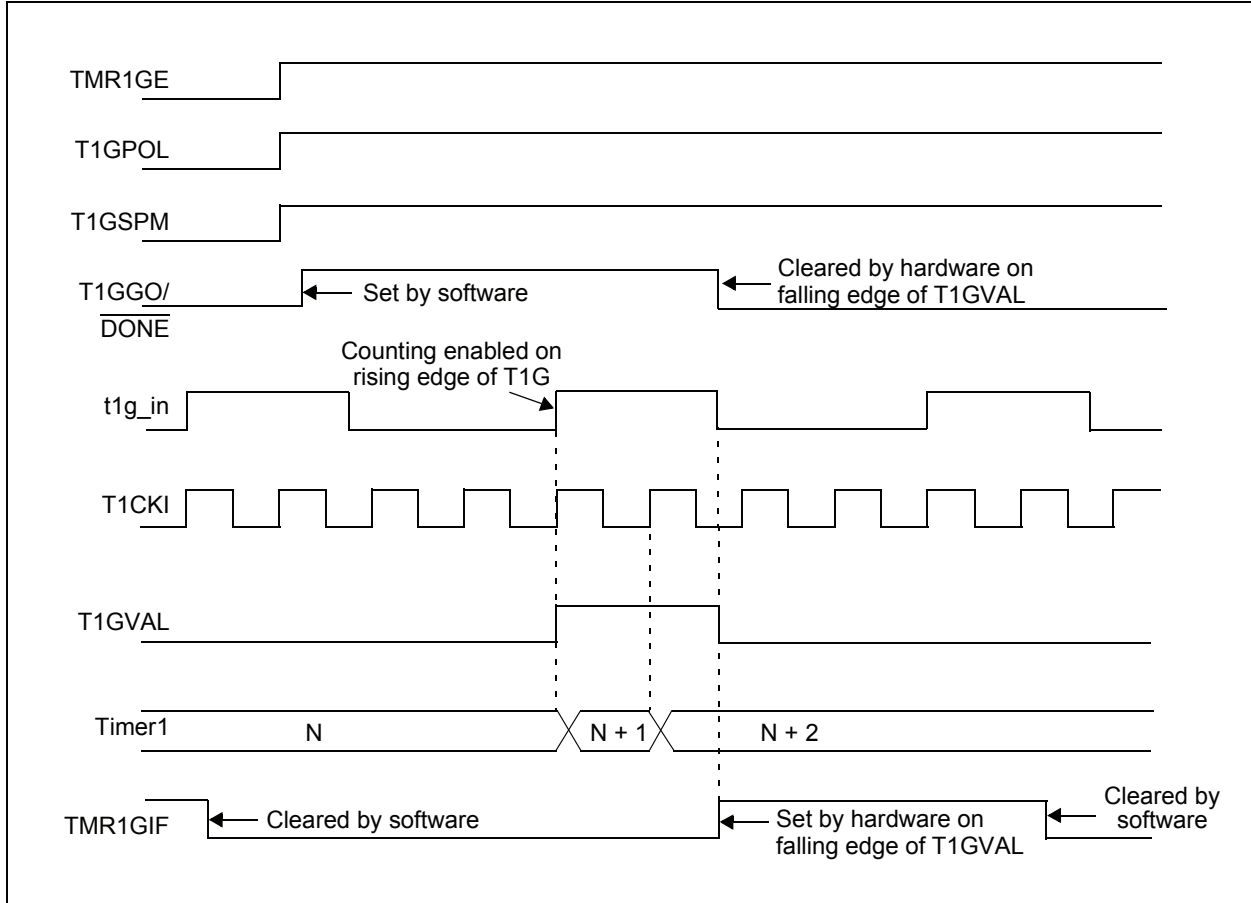 TMR1GE
T1GPOL
T1GSPM
T1GGO/
DONE
Set by software
Cleared by hardware on
falling edge of T1GVAL
Counting enabled on
rising edge of T1G
t1g_in
T1CKI
T1GVAL
Timer1
N
N + 1
N + 2
TMR1GIF
Cleared by software
Set by hardware on
falling edge of T1GVAL
Cleared by
software